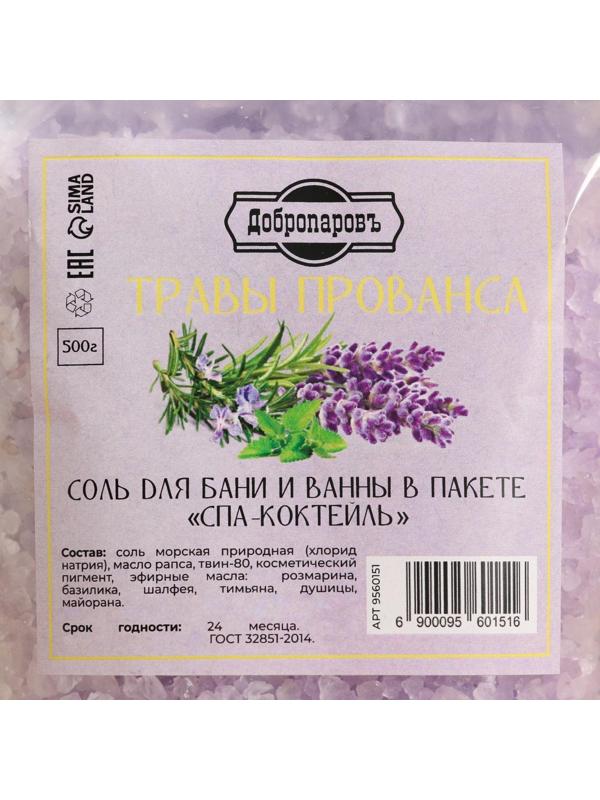 Добропаровъ
SIMA
LAND
EAC
ТРАВЫ ПРОВАНСА
500г
СОЛЬ ДЛЯ БАНИ И ВАННЫ В ПАКЕТЕ
«СПА-КОКТЕЙЛЬ»
Состав: соль морская природная (хлорид
натрия), масло рапса, твин-80, косметический
пигмент, эфирные масла: розмарина,
базилика, шалфея, тимьяна, душицы,
майорана.
Срок годности: 24 месяца.
ГОСТ 32851-2014.
АРТ 9560151
6 900095 601516